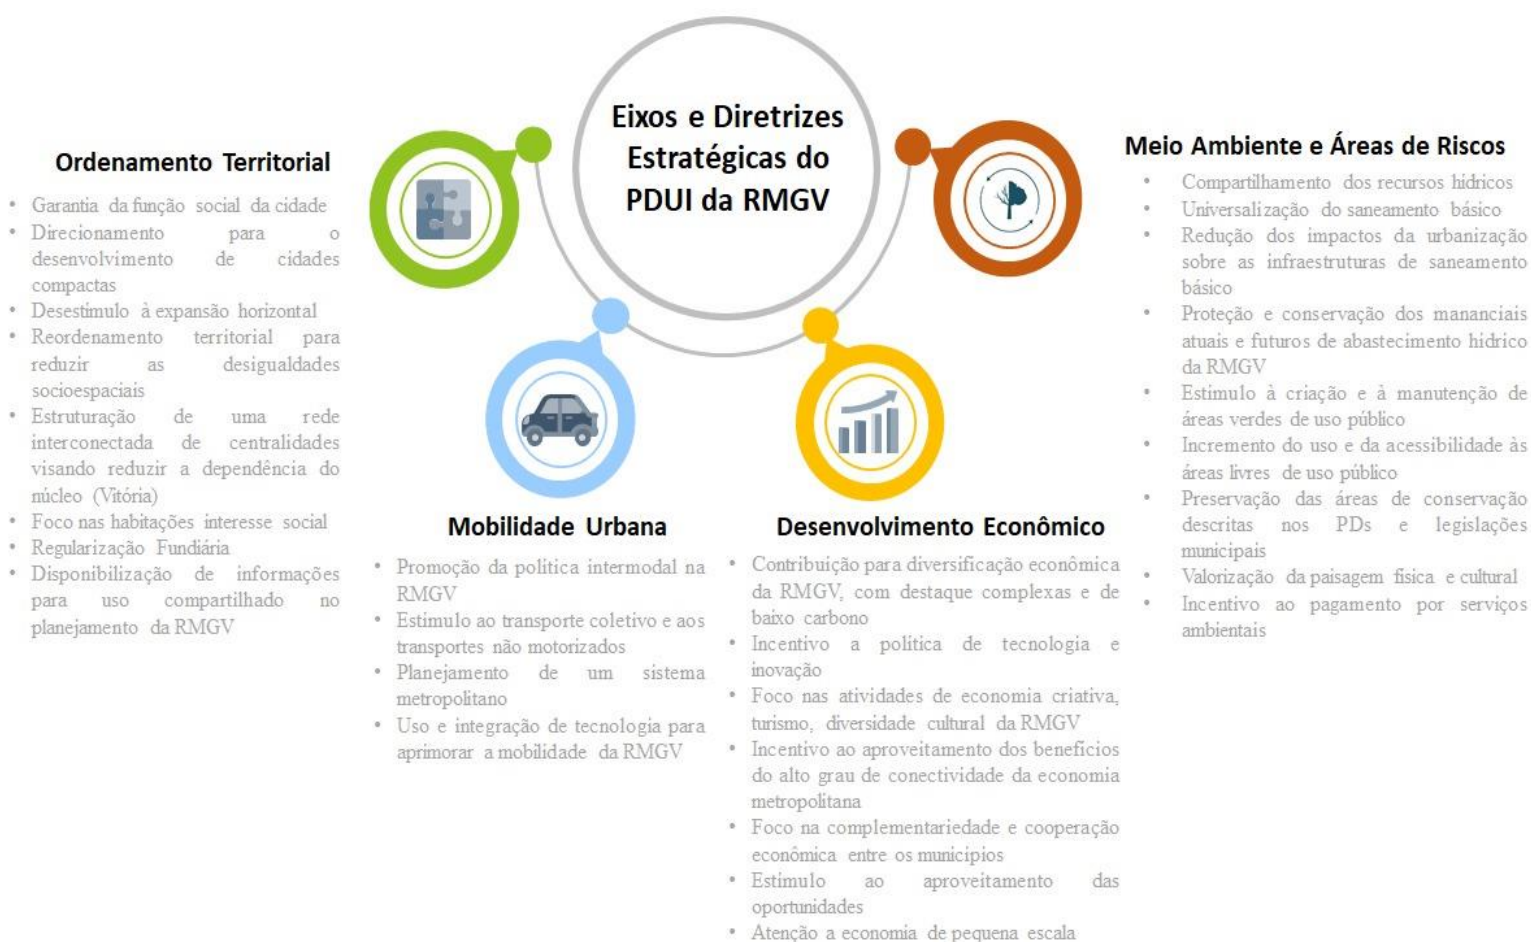 Eixos e Diretrizes
Estratégicas do
PDUI da RMGV
Ordenamento Territorial
• Garantia da função social da cidade
• Direcionamento para o
desenvolvimento de cidades
compactas
• Desestimulo à expansão horizontal
• Reordenamento territorial para
reduzir as desigualdades
socioespaciais
• Estruturação de uma rede
interconectada de centralidades
visando reduzir a dependência do
núcleo (Vitória)
• Foco nas habitações interesse social
• Regularização Fundiária
• Disponibilização de informações
para uso compartilhado no
planejamento da RMGV
Mobilidade Urbana
• Promoção da política intermodal na
RMGV
• Estimulo ao transporte coletivo e aos
transportes não motorizados
• Planejamento de um sistema
metropolitano
• Uso e integração de tecnologia para
aprimorar a mobilidade da RMGV
Desenvolvimento Econômico
• Contribuição para diversificação econômica
da RMGV, com destaque complexas e de
baixo carbono
• Incentivo a política de tecnologia e
inovação
• Foco nas atividades de economia criativa,
turismo, diversidade cultural da RMGV
• Incentivo ao aproveitamento dos benefícios
do alto grau de conectividade da economia
metropolitana
• Foco na complementariedade e cooperação
econômica entre os municípios
• Estímulo ao aproveitamento das
oportunidades
• Atenção a economia de pequena escala
Meio Ambiente e Áreas de Riscos
• Compartilhamento dos recursos hídricos
• Universalização do saneamento básico
• Redução dos impactos da urbanização
sobre as infraestruturas de saneamento
básico
• Proteção e conservação dos mananciais
atuais e futuros de abastecimento hídrico
da RMGV
• Estímulo à criação e à manutenção de
áreas verdes de uso público
• Incremento do uso e da acessibilidade às
áreas livres de uso público
• Preservação das áreas de conservação
descritas nos PDs e legislações
municipais
• Valorização da paisagem física e cultural
• Incentivo ao pagamento por serviços
ambientais